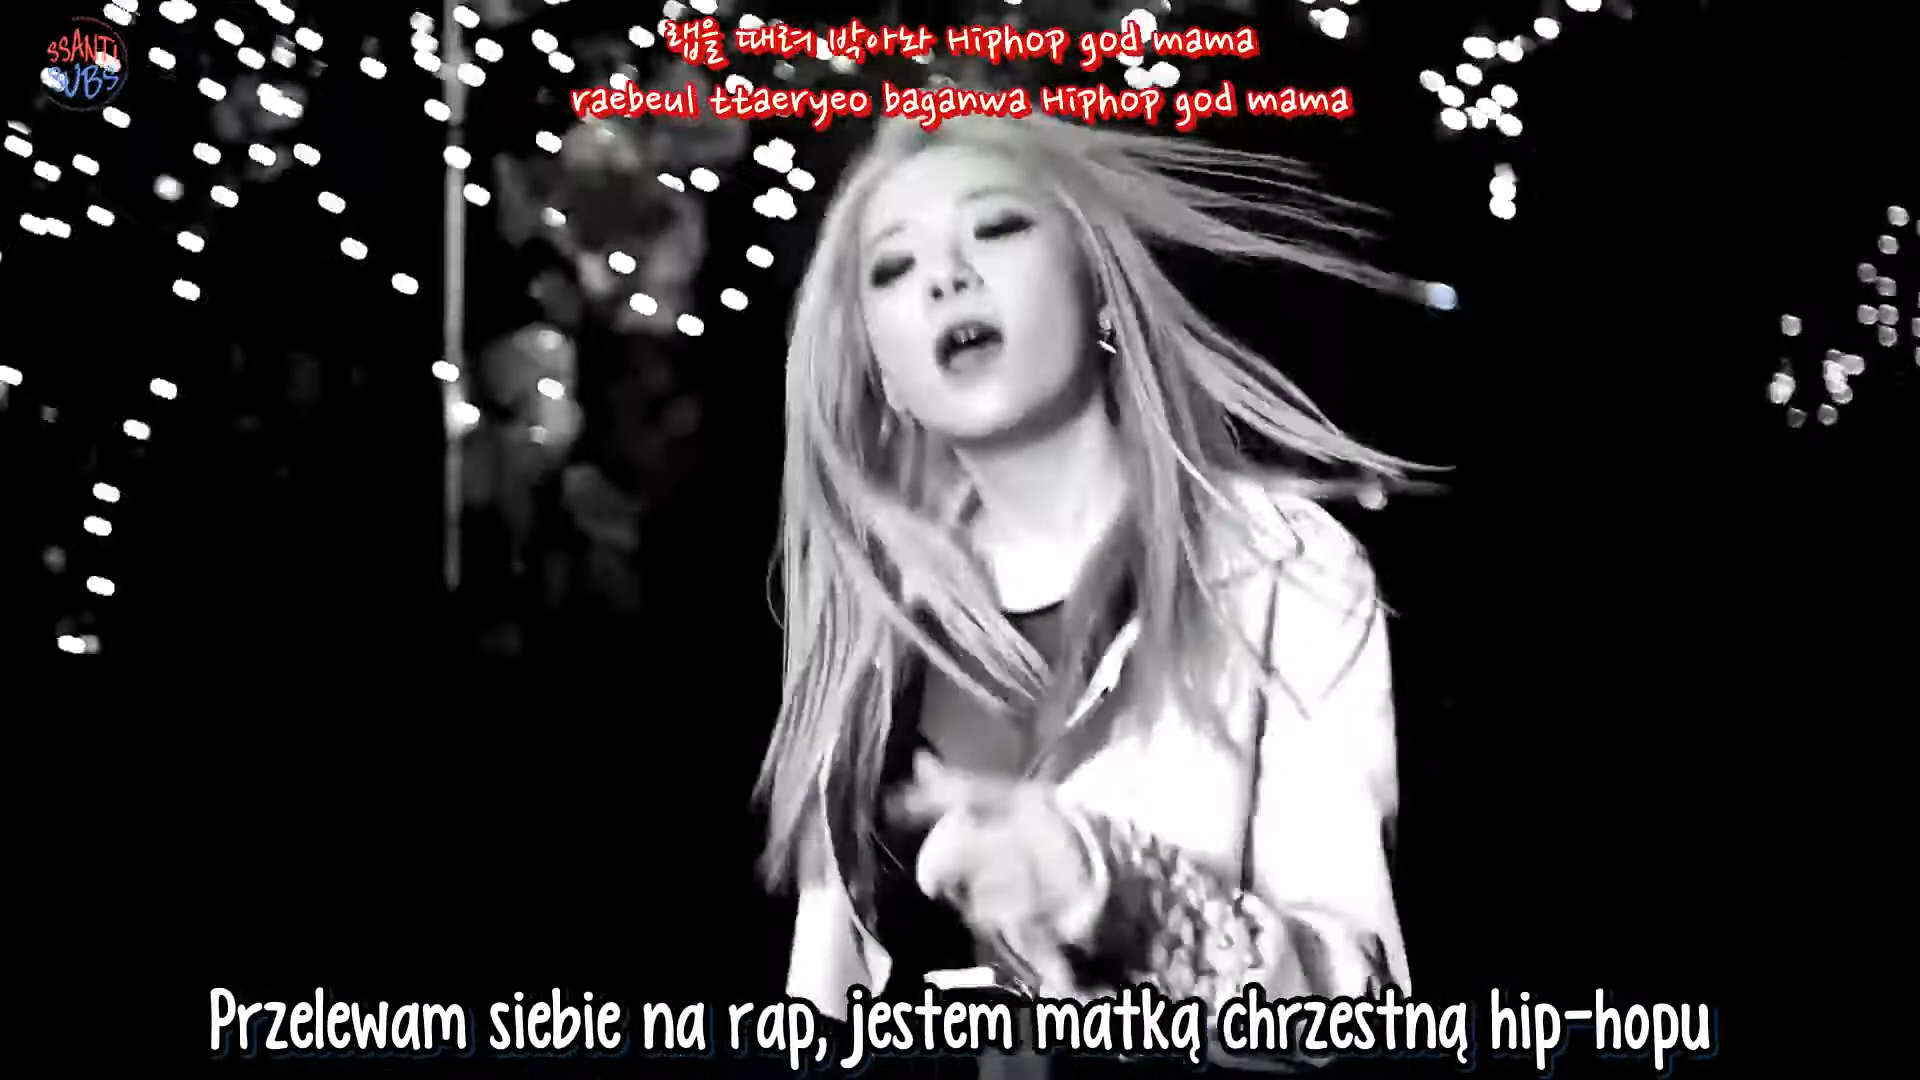 SSANTI
SUBS
랩을 때려 박아놔 Hiphop god mama
raebeul ttaeryeo baganwa Hiphop god mama
Przelewam siebie na rap, jestem matką chrzestną hip-hopu